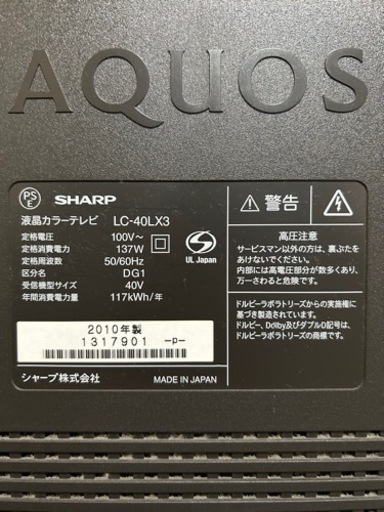 AQUOS
PS E SHARP
液晶カラーテレビ LC-40LX3
定格電圧 100V～
定格消費電力 137W
定格周波数 50/60Hz
区分名 DG1
受信機型サイズ 40V
年間消費電力量 117kWh/年
UL Japan
2010年製
1317901 -p-
シャープ株式会社 MADE IN JAPAN
警告
高圧注意
サービスマン以外の方は、裏ぶたを
あけないでください。
内部には高電圧部分が数多くあり、
万一さわると危険です。
ドルビーラボラトリーズからの実施権に
基づき製造されています。
ドルビー、Dolby及びダブルD記号は、
ドルビーラボラトリーズの商標です。